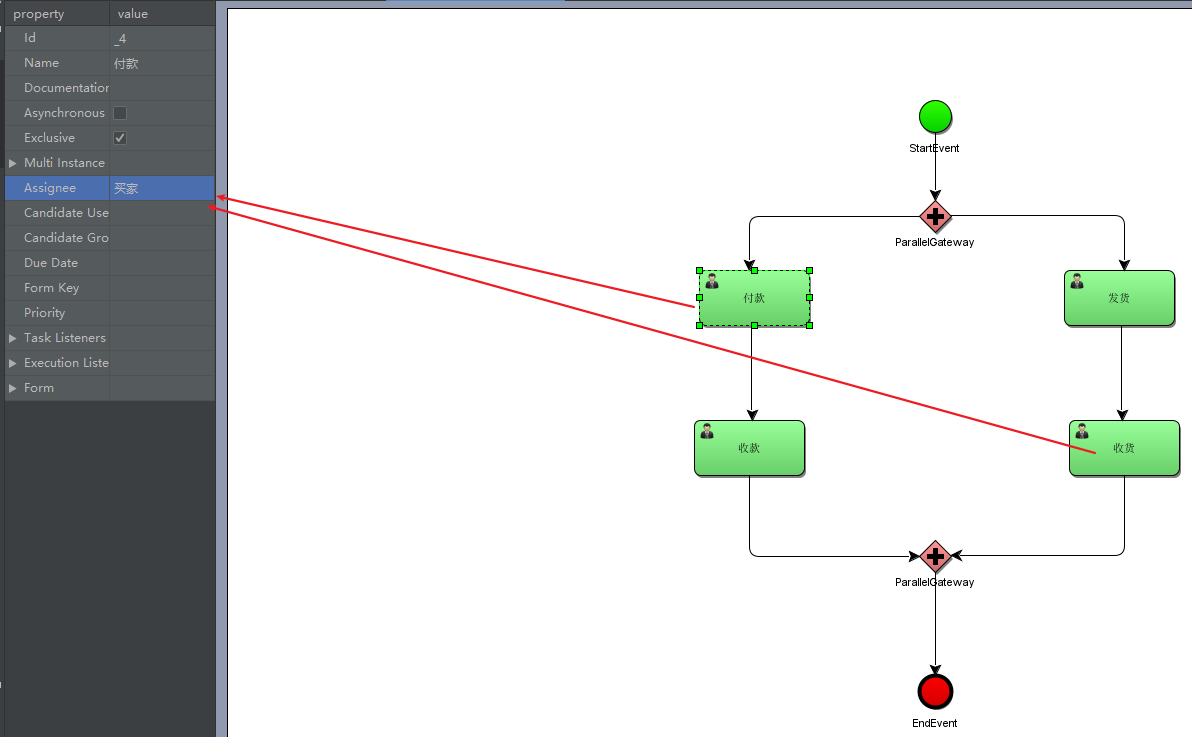 property value
Id _4
Name 付款
Documentation
Asynchronous
Exclusive
Multi Instance
Assignee 买家
Candidate Use
Candidate Gro
Due Date
Form Key
Priority
Task Listeners
Execution Liste
Form
StartEvent
ParallelGateway
付款
发货
收款
收货
ParallelGateway
EndEvent